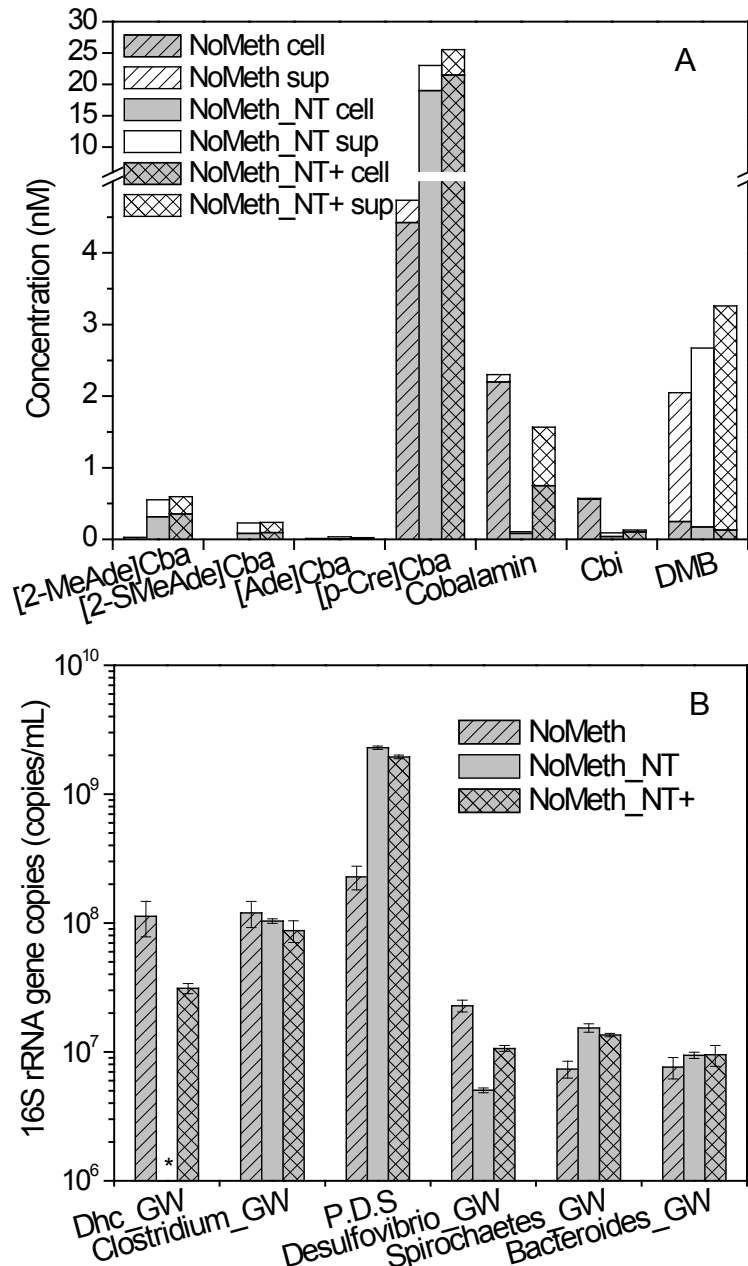 30
25
20
15
10
4
2
0
Concentration (nM)
A
NoMeth cell
NoMeth sup
NoMeth_NT cell
NoMeth_NT sup
NoMeth_NT+ cell
NoMeth_NT+ sup
[2-MeAde]Cba
[2-SMeAde]Cba
[Ade]Cba
[p-Cre]Cba
Cobalamin
Cbi
DMB
10^10
10^9
10^8
10^7
10^6
16S rRNA gene copies (copies/mL)
B
NoMeth
NoMeth_NT
NoMeth_NT+
*
Dhc_GW
Clostridium_GW
P.D.S
Desulfovibrio_GW
Spirochaetes_GW
Bacteroides_GW